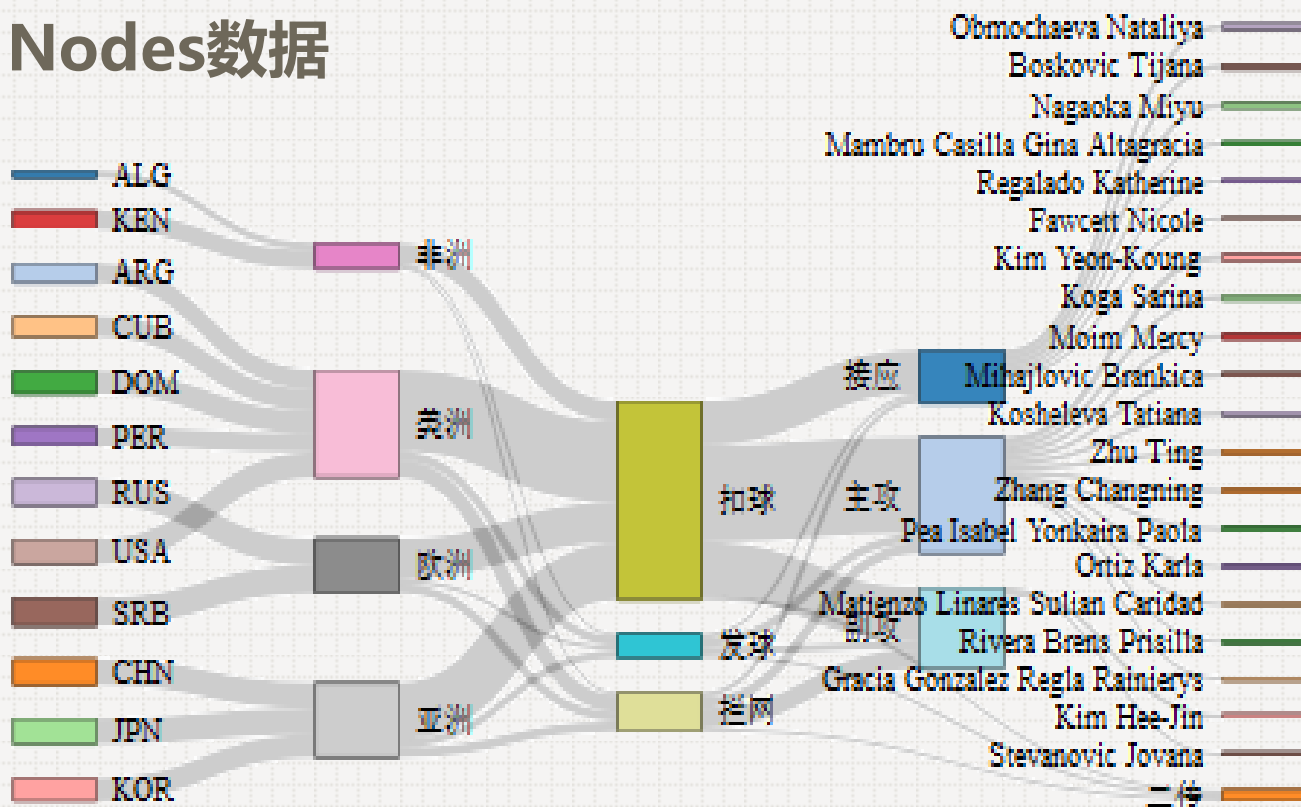 Nodes数据
ALG
KEN
ARG
CUB
DOM
PER
RUS
USA
SRB
CHN
JPN
KOR
非洲
美洲
欧洲
亚洲
扣球
发球
拦网
接应
主攻
副攻
Obmochaeva Nataliya
Boskovic Tijana
Nagaoka Miyu
Mambru Casilla Gina Altagracia
Regalado Katherine
Fawcett Nicole
Kim Yeon-Koung
Koga Sarina
Moim Mercy
Mihajlovic Brankica
Kosheleva Tatiana
Zhu Ting
Zhang Changning
Pea Isabel Yonkaira Paola
Ortiz Karla
Matienzo Linares Sulian Caridad
Rivera Brens Prisilla
Gracia Gonzalez Regla Rainierys
Kim Hee-Jin
Stevanovic Jovana
二传